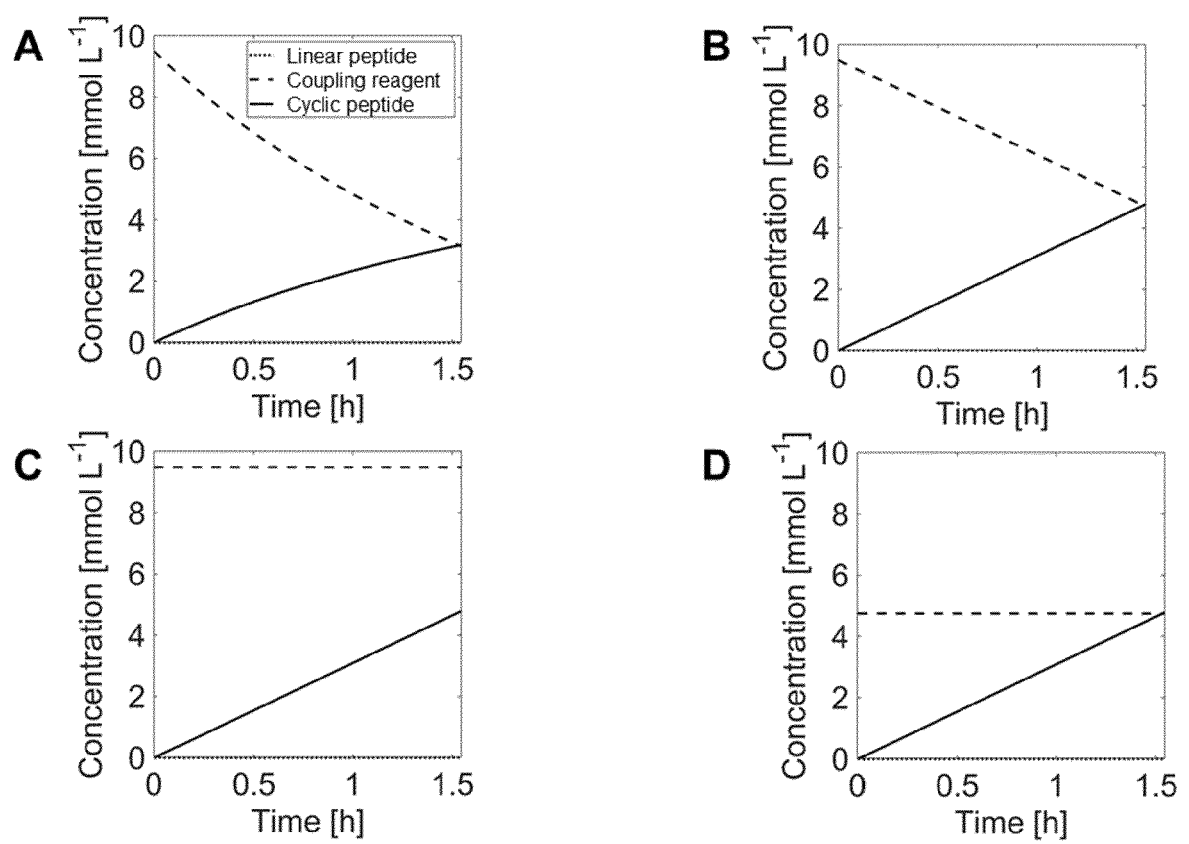 A
Concentration [mmol L⁻¹]
10
8
6
4
2
0
Linear peptide
Coupling reagent
Cyclic peptide
0 0.5 1 1.5
Time [h]
B
Concentration [mmol L⁻¹]
10
8
6
4
2
0
0 0.5 1 1.5
Time [h]
C
Concentration [mmol L⁻¹]
10
8
6
4
2
0
0 0.5 1 1.5
Time [h]
D
Concentration [mmol L⁻¹]
10
8
6
4
2
0
0 0.5 1 1.5
Time [h]